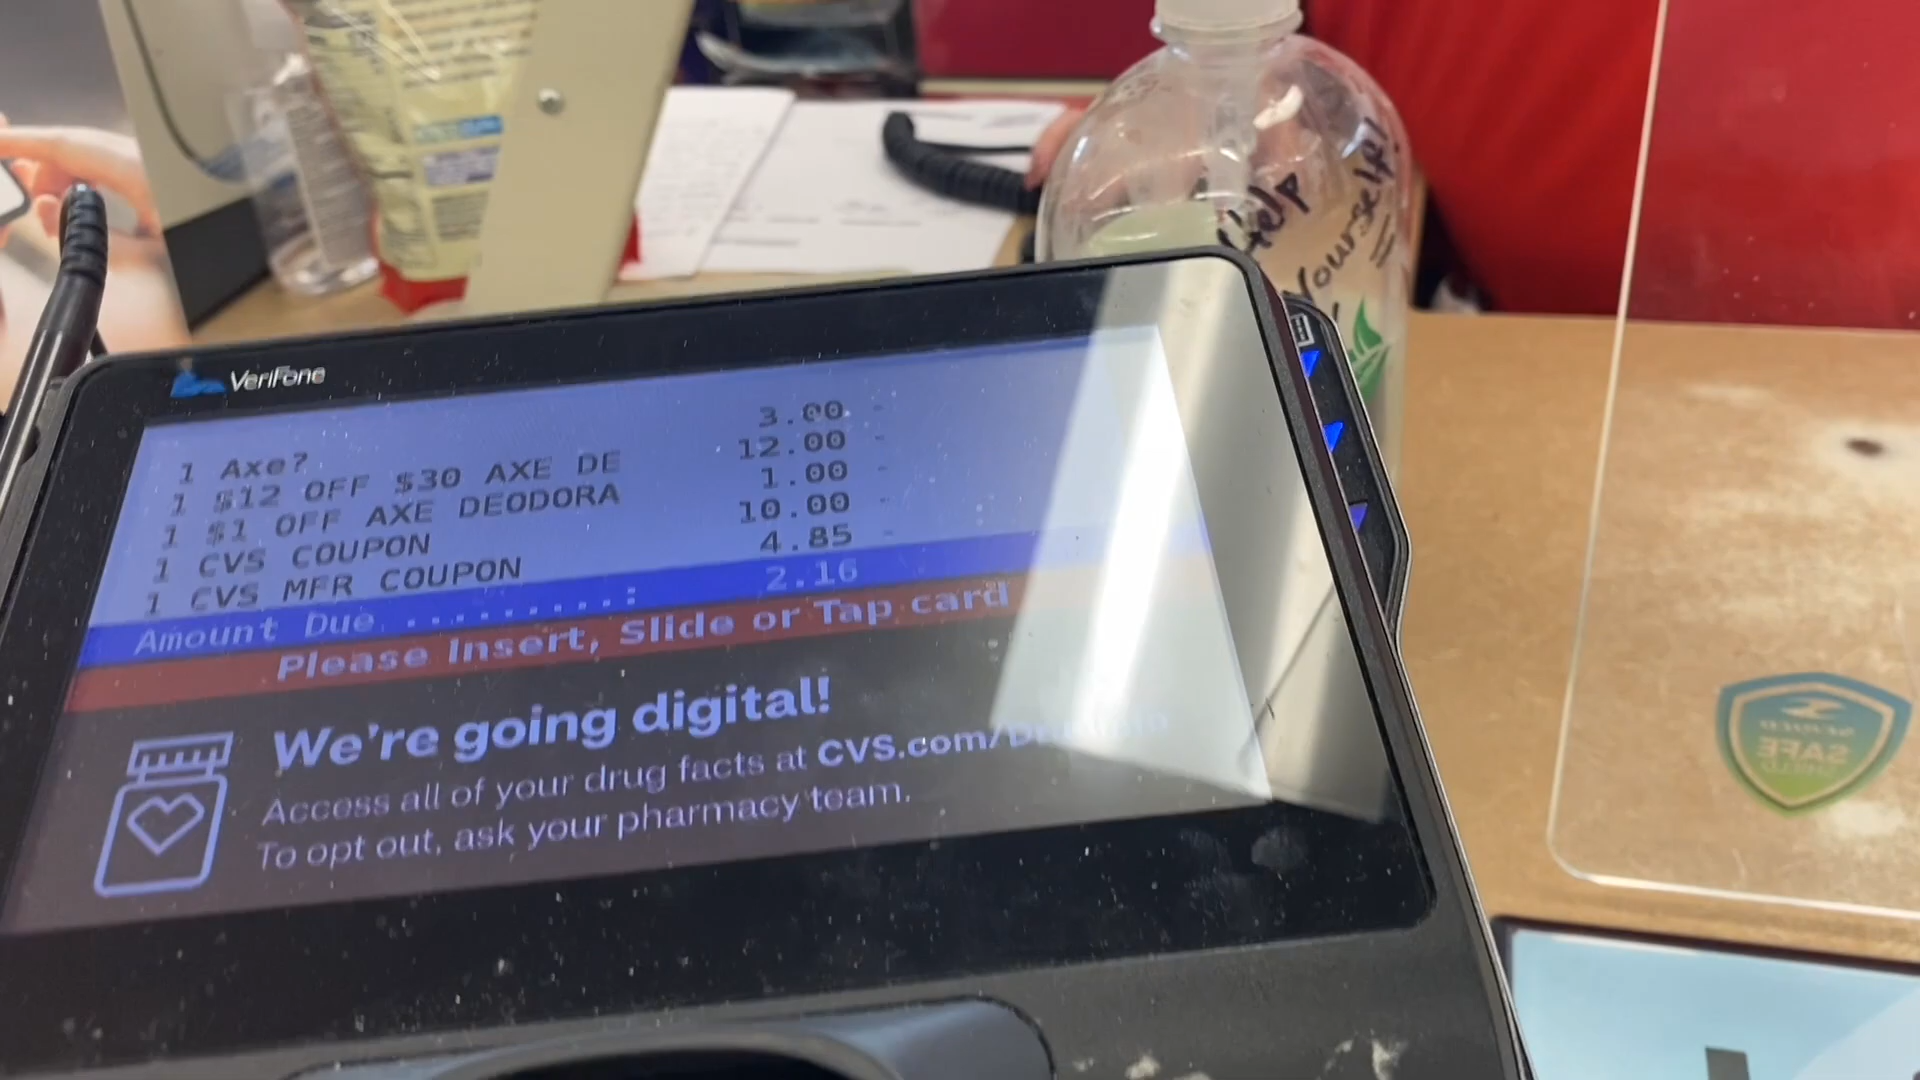 Help
Yourself!
VeriFone
1 Axe? 3.00 -
1 $12 OFF $30 AXE DE 12.00 -
1 $1 OFF AXE DEODORA 1.00 -
1 CVS COUPON 10.00 -
1 CVS MFR COUPON 4.85 -
Amount Due ........: 2.16
Please Insert, Slide or Tap card
We're going digital!
Access all of your drug facts at CVS.com/
To opt out, ask your pharmacy team.
SAFE